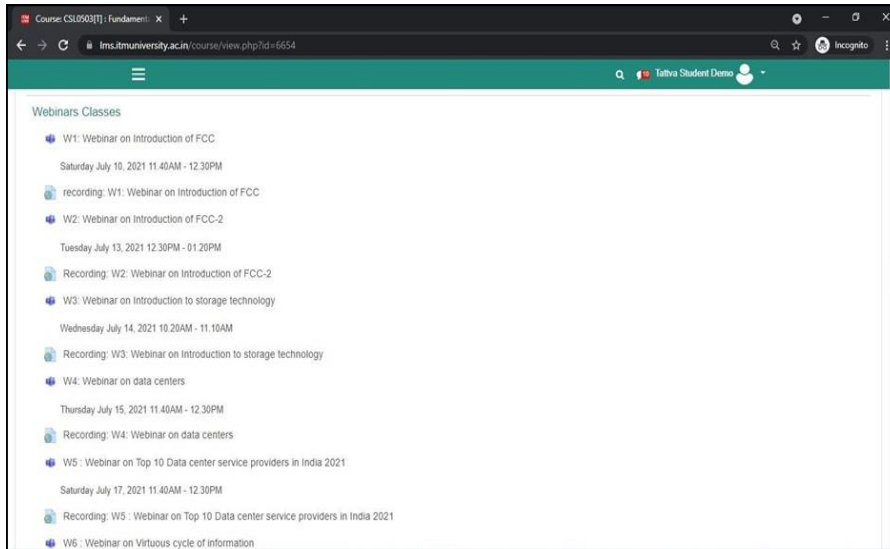 Course: CSL0503[T] : Fundament
lms.itmuniversity.ac.in/course/view.php?id=6654
Incognito
Tattva Student Demo
Webinars Classes
W1: Webinar on Introduction of FCC
Saturday July 10, 2021 11.40AM - 12.30PM
recording: W1: Webinar on Introduction of FCC
W2: Webinar on Introduction of FCC-2
Tuesday July 13, 2021 12.30PM - 01.20PM
Recording: W2: Webinar on Introduction of FCC-2
W3: Webinar on Introduction to storage technology
Wednesday July 14, 2021 10.20AM - 11.10AM
Recording: W3: Webinar on Introduction to storage technology
W4: Webinar on data centers
Thursday July 15, 2021 11.40AM - 12.30PM
Recording: W4: Webinar on data centers
W5 : Webinar on Top 10 Data center service providers in India 2021
Saturday July 17, 2021 11.40AM - 12.30PM
Recording: W5 : Webinar on Top 10 Data center service providers in India 2021
W6 : Webinar on Virtuous cycle of information